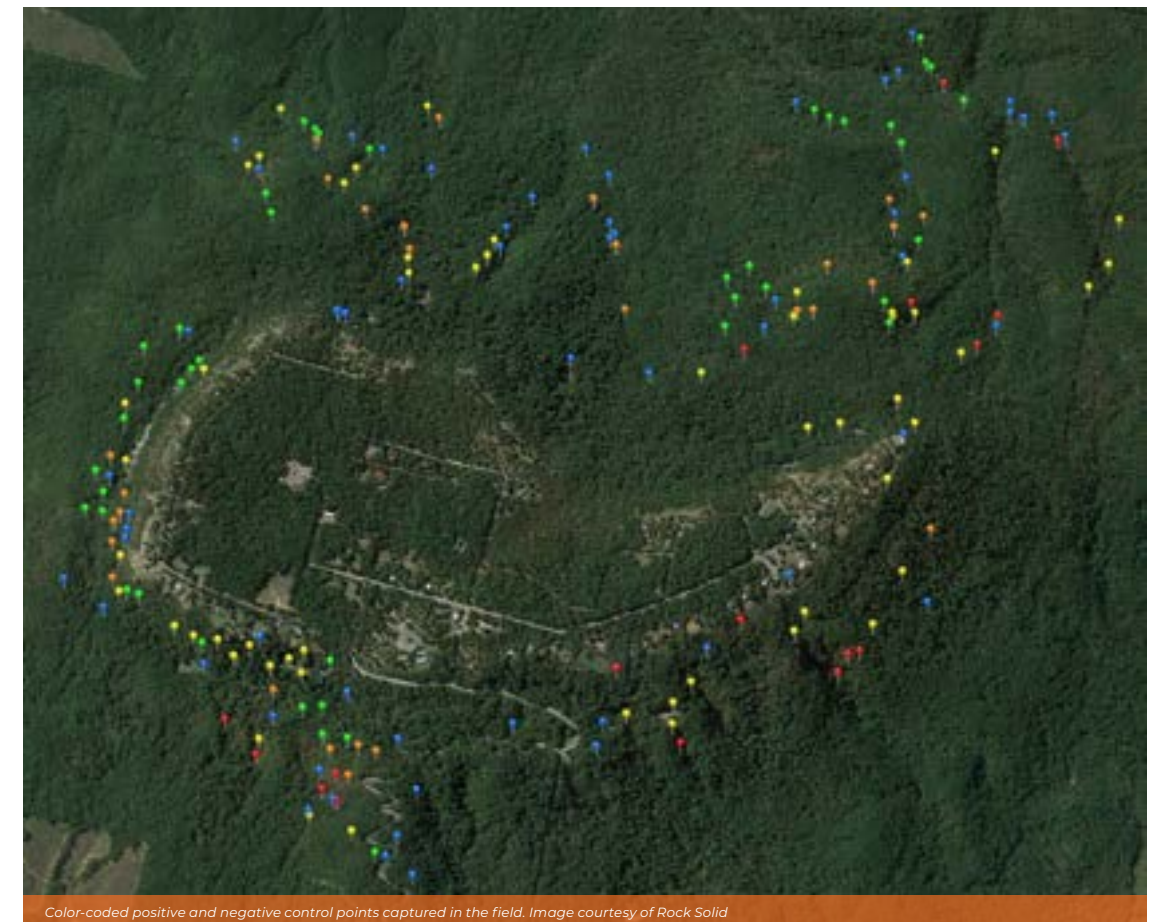 Color-coded positive and negative control points captured in the field. Image courtesy of Rock Solid